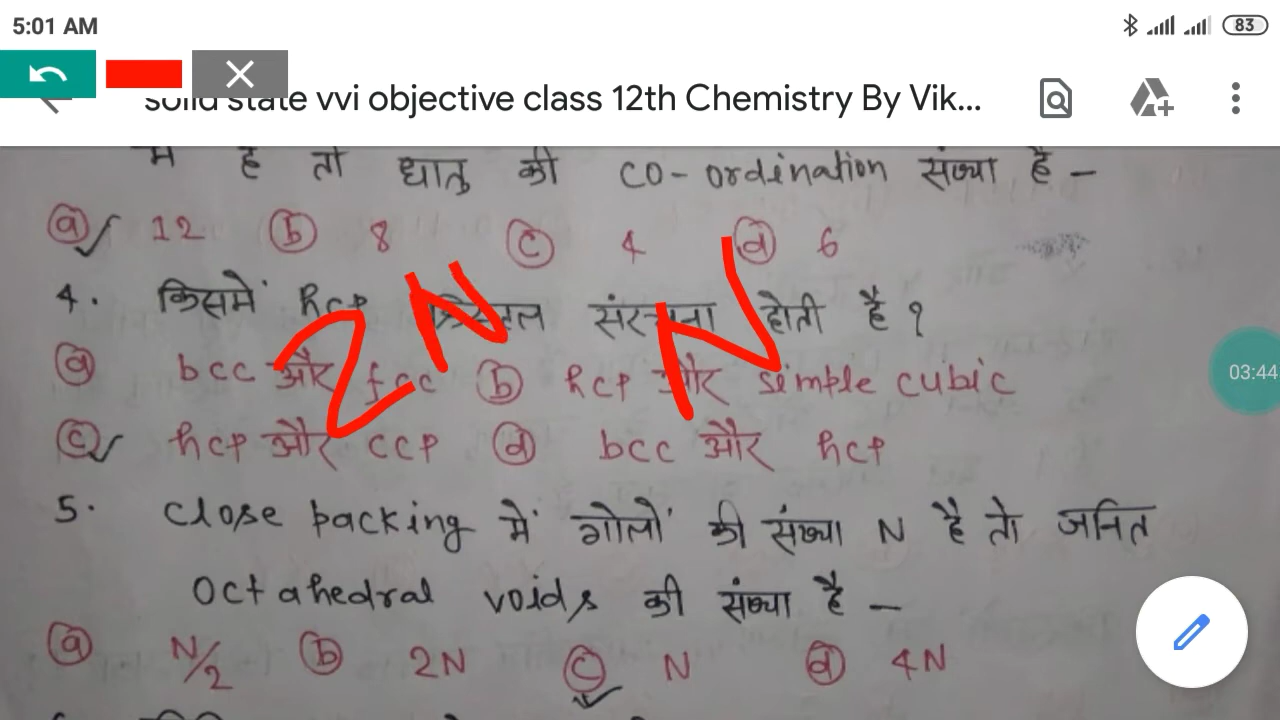 5:01 AM 83
solid state vvi objective class 12th Chemistry By Vik...
में है तो धातु की co-ordination संख्या है -
(a) 12 (b) 8 (c) 4 (d) 6
4. किसमें hcp क्रिस्टल संरचना होती है ?
2N N
(a) bcc और fcc (b) hcp और simple cubic
03:44
(c) hcp और ccp (d) bcc और hcp
5. Close packing में गोलों की संख्या N है तो जनित
Octahedral voids की संख्या है -
(a) N/2 (b) 2N (c) N (d) 4N